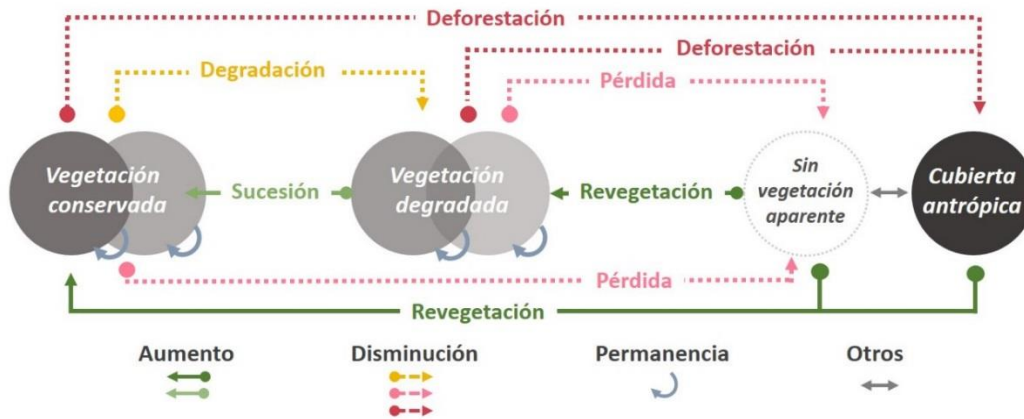 Deforestación
Deforestación
Degradación
Pérdida
Vegetación
conservada
Sucesión
Vegetación
degradada
Revegetación
Sin
vegetación
aparente
Cubierta
antrópica
Pérdida
Revegetación
Aumento
Disminución
Permanencia
Otros